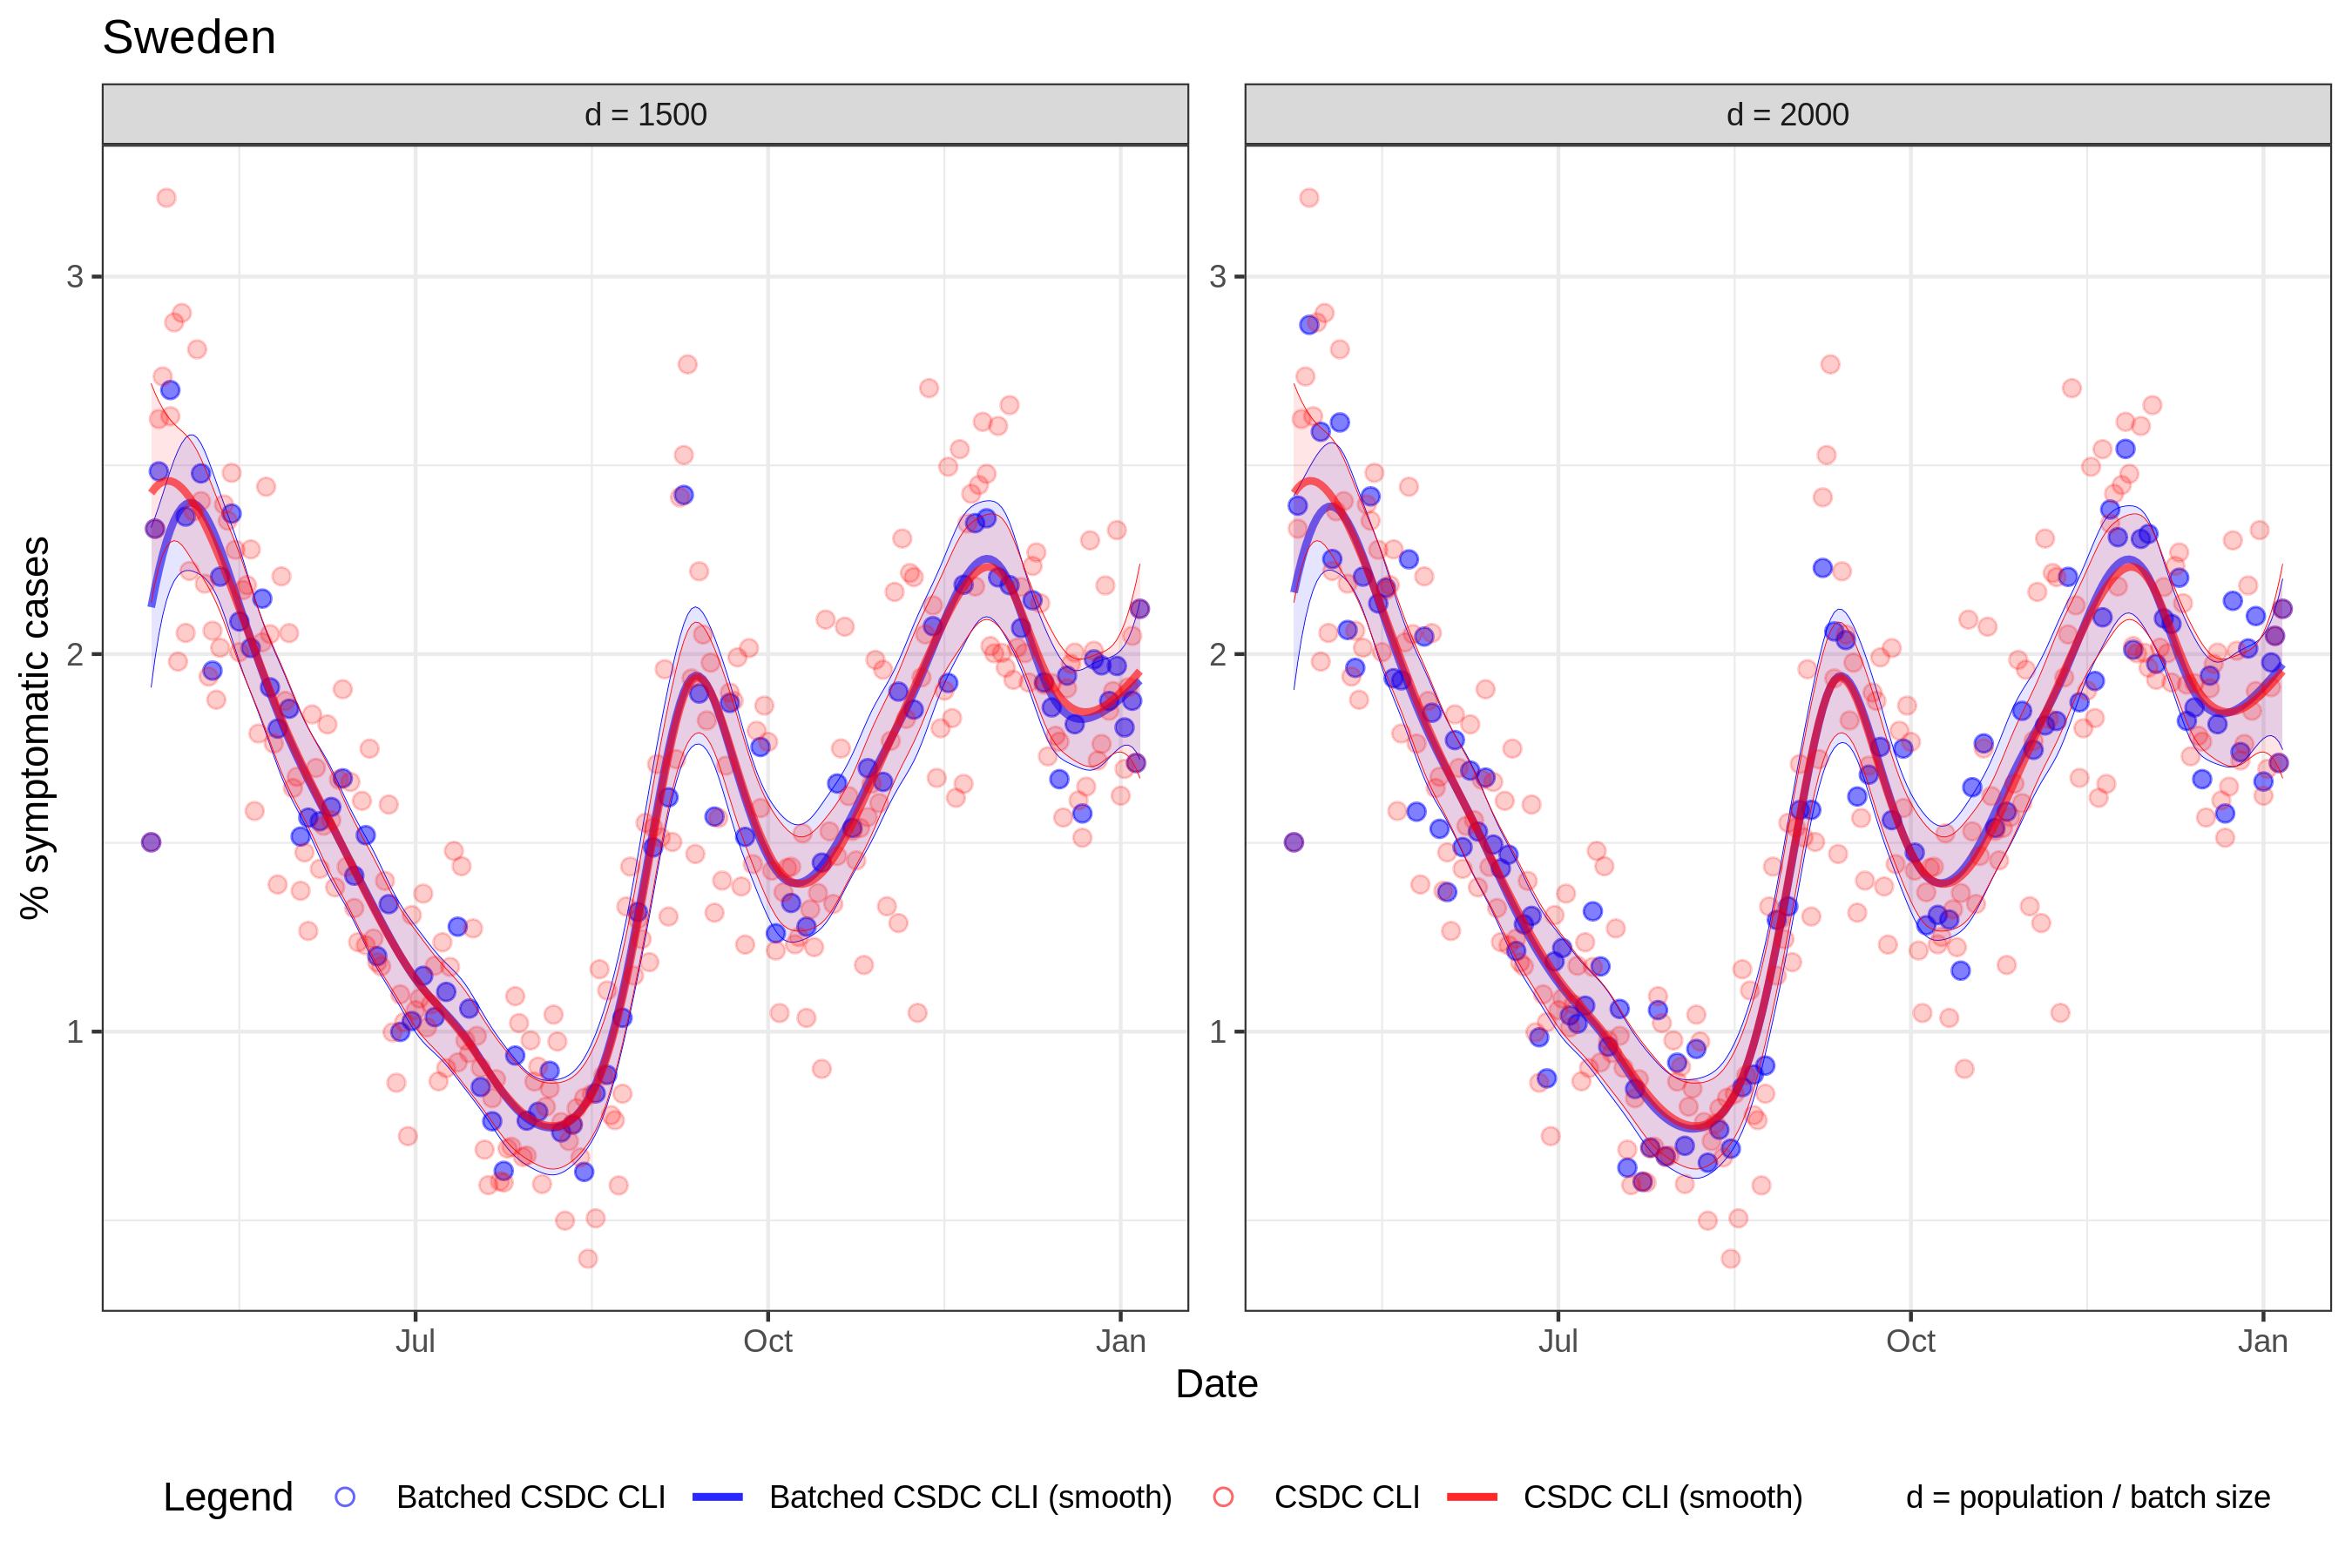 Sweden
d = 1500
d = 2000
% symptomatic cases
3
2
1
3
2
1
Jul
Oct
Jan
Jul
Oct
Jan
Date
Legend
Batched CSDC CLI
Batched CSDC CLI (smooth)
CSDC CLI
CSDC CLI (smooth)
d = population / batch size